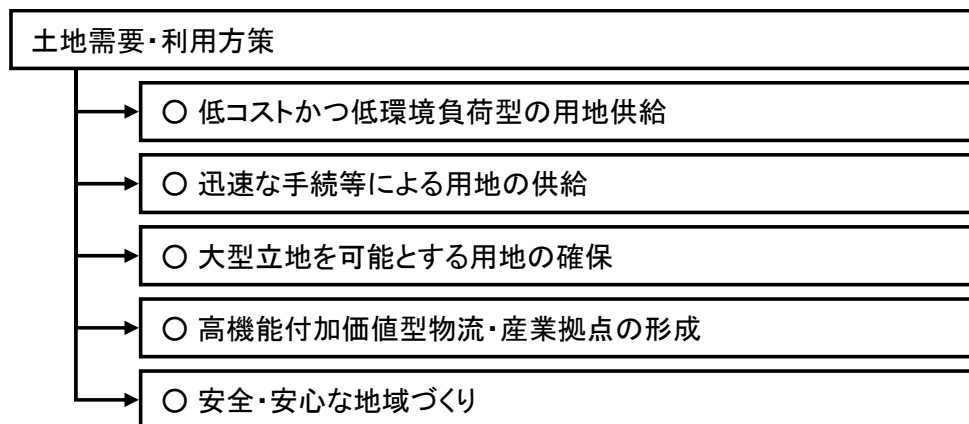 土地需要・利用方策
○ 低コストかつ低環境負荷型の用地供給
○ 迅速な手続等による用地の供給
○ 大型立地を可能とする用地の確保
○ 高機能付加価値型物流・産業拠点の形成
○ 安全・安心な地域づくり